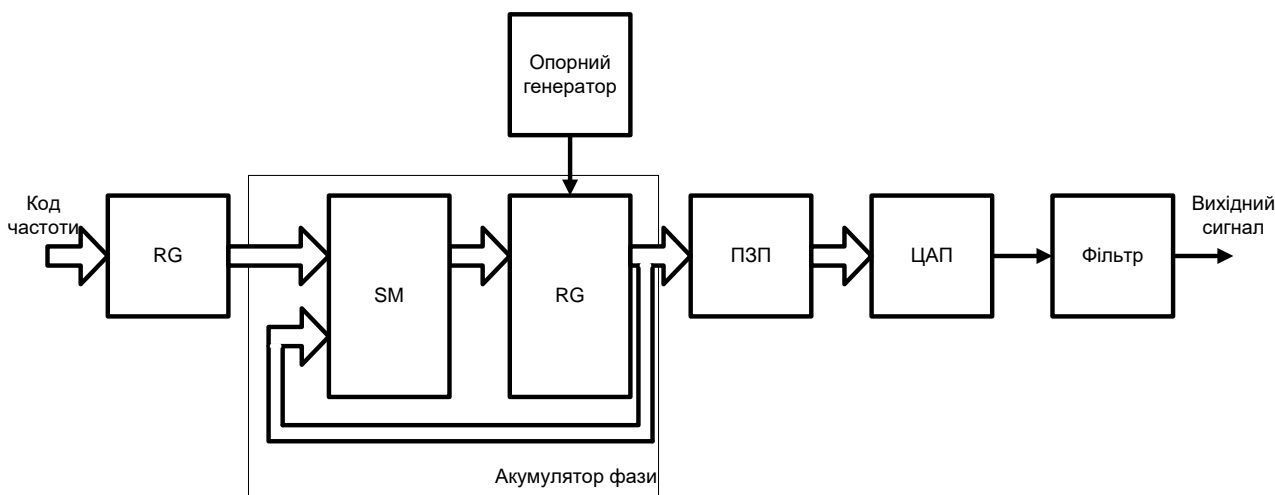 Опорний
генератор
Код
частоти
RG
SM
RG
ПЗП
ЦАП
Фільтр
Вихідний
сигнал
Акумулятор фази